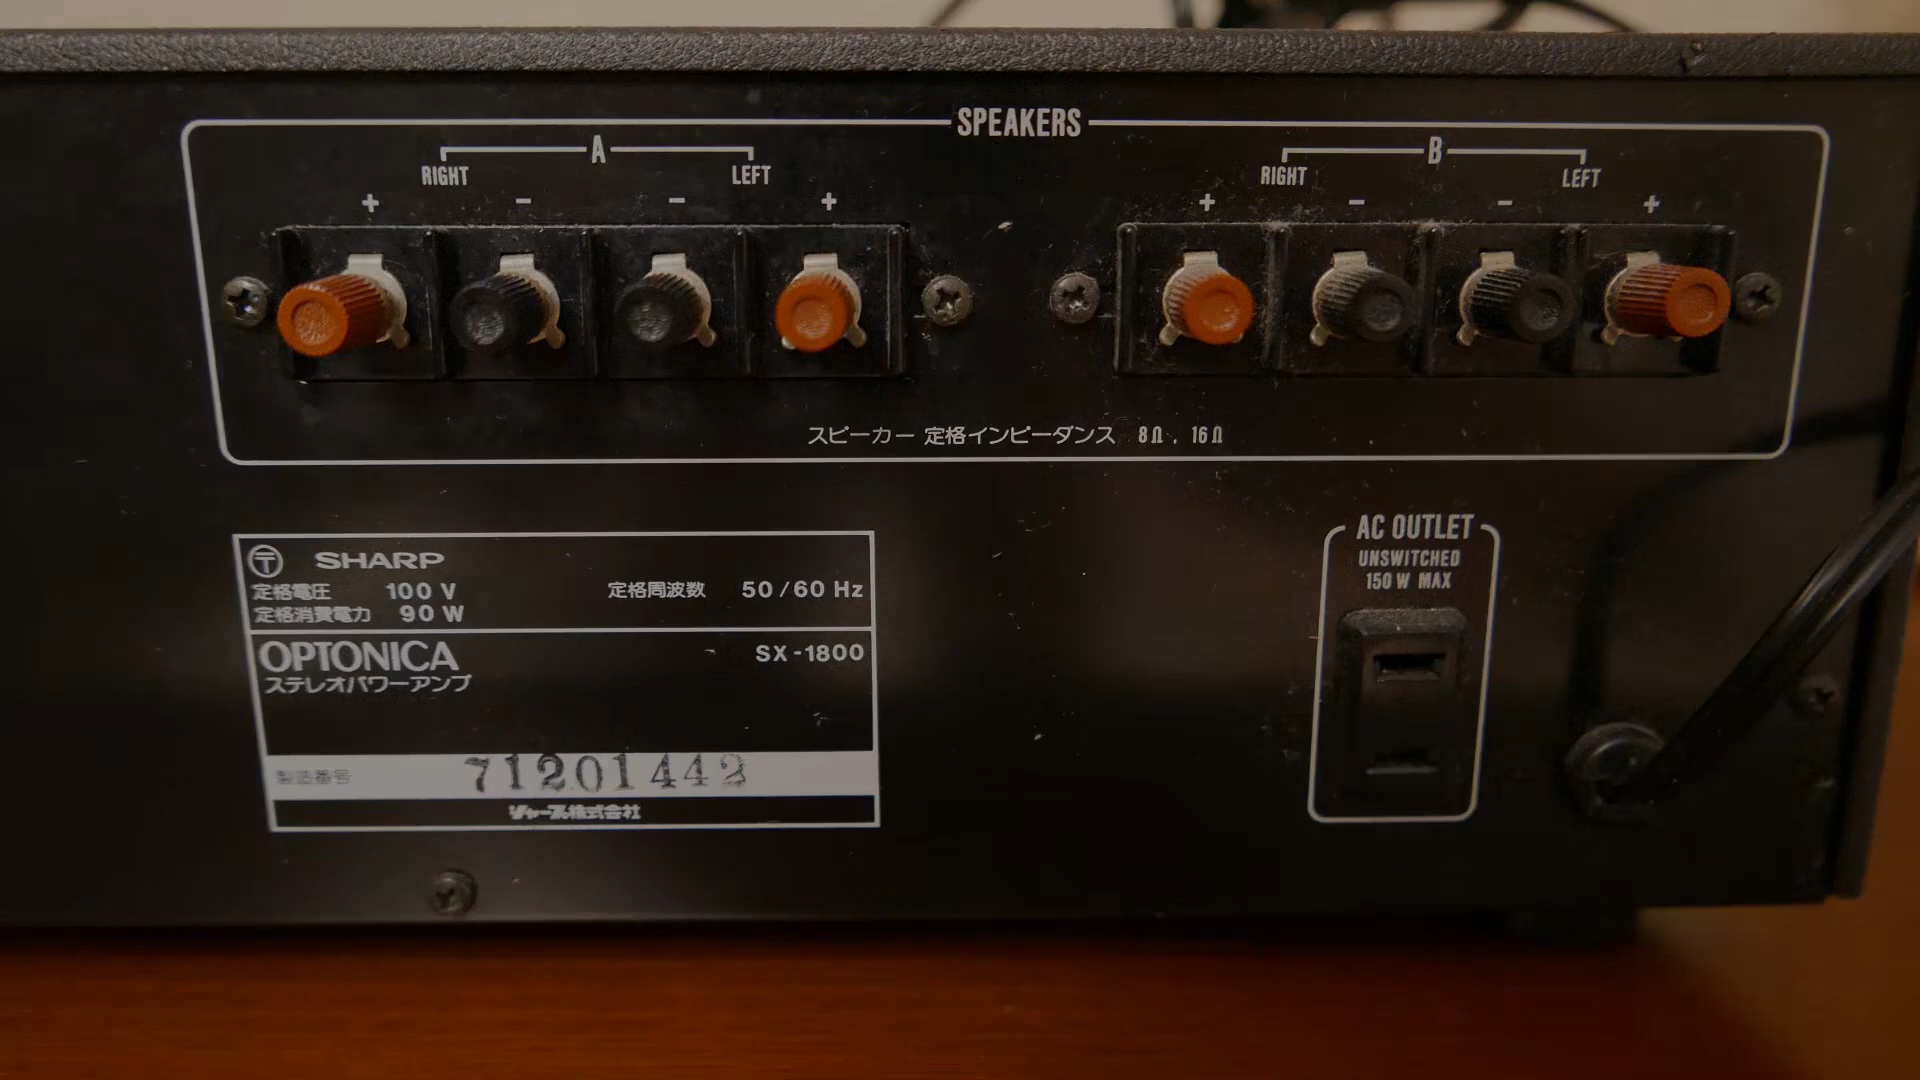 SPEAKERS
A
B
RIGHT
LEFT
RIGHT
LEFT
+
−
−
+
+
−
−
+
スピーカー 定格インピーダンス 8Ω, 16Ω
SHARP
定格電圧 100 V 定格周波数 50/60 Hz
定格消費電力 90 W
OPTONICA SX-1800
ステレオパワーアンプ
製造番号 71201442
シャープ株式会社
AC OUTLET
UNSWITCHED
150 W MAX